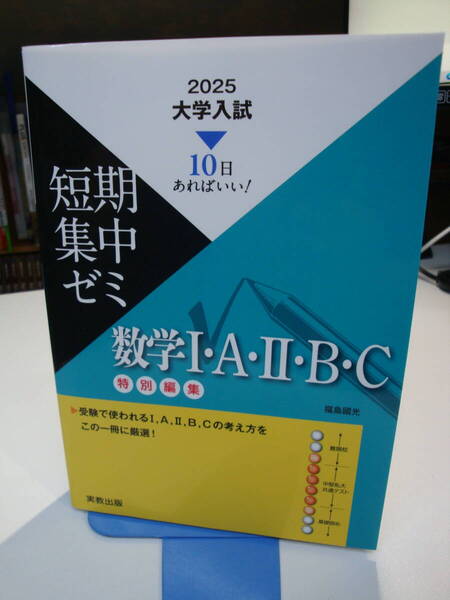 2025
大学入試
10日
あればいい!
短期
集中
ゼミ
数学I・A・II・B・C
特別編集
福島國光
▶受験で使われるI,A,II,B,Cの考え方を
この一冊に厳選!
難関校
中堅私大
共通テスト
基礎固め
実教出版